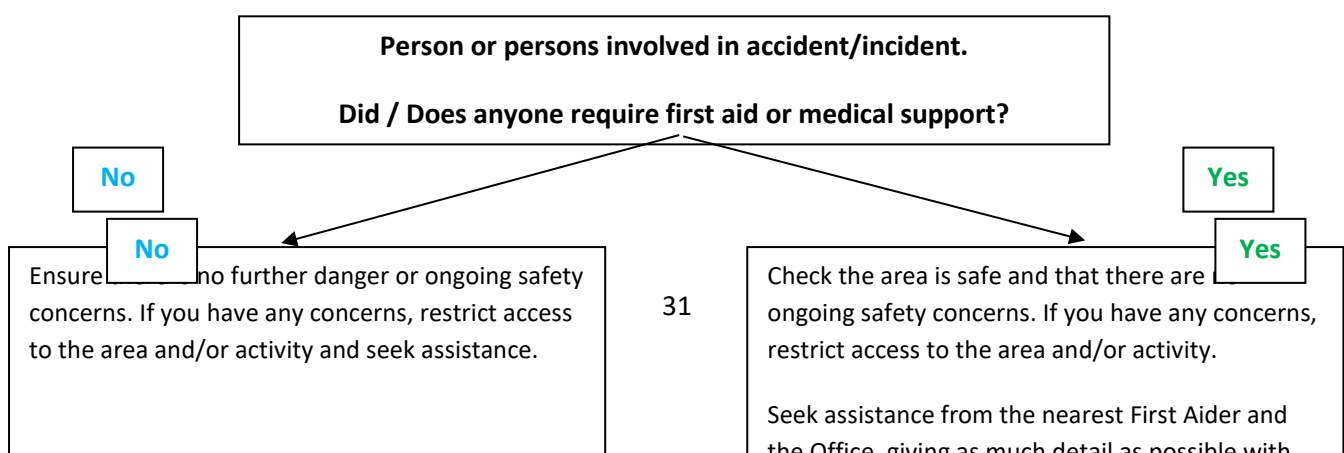 Person or persons involved in accident/incident.
Did / Does anyone require first aid or medical support?
No
Yes
No
Yes
Ensure no further danger or ongoing safety
concerns. If you have any concerns, restrict access
to the area and/or activity and seek assistance.
31
Check the area is safe and that there are
ongoing safety concerns. If you have any concerns,
restrict access to the area and/or activity.
Seek assistance from the nearest First Aider and
the Office, giving as much detail as possible with